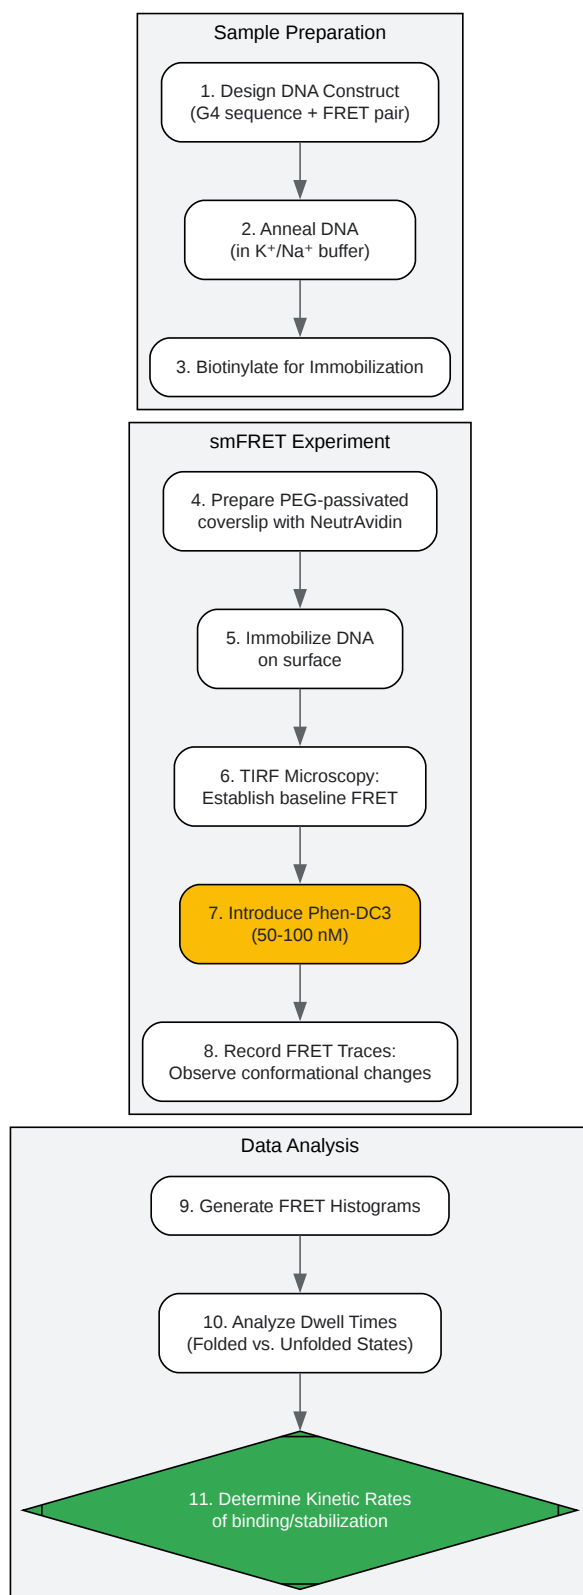 Sample Preparation
1. Design DNA Construct
(G4 sequence + FRET pair)
2. Anneal DNA
(in K⁺/Na⁺ buffer)
3. Biotinylate for Immobilization
smFRET Experiment
4. Prepare PEG-passivated
coverslip with NeutrAvidin
5. Immobilize DNA
on surface
6. TIRF Microscopy:
Establish baseline FRET
7. Introduce Phen-DC3
(50-100 nM)
8. Record FRET Traces:
Observe conformational changes
Data Analysis
9. Generate FRET Histograms
10. Analyze Dwell Times
(Folded vs. Unfolded States)
11. Determine Kinetic Rates
of binding/stabilization